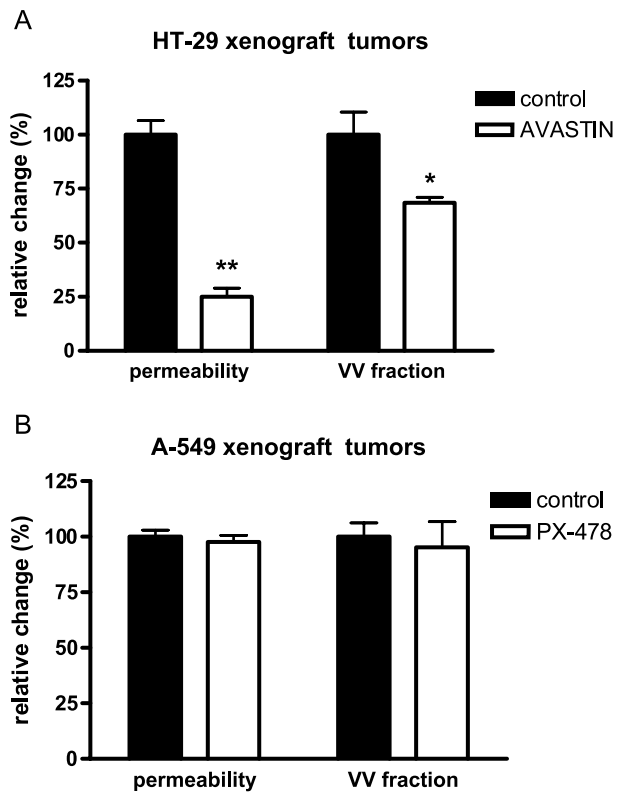 A
HT-29 xenograft tumors
relative change (%)
125
100
75
50
25
0
**
*
permeability
VV fraction
control
AVASTIN
B
A-549 xenograft tumors
relative change (%)
125
100
75
50
25
0
permeability
VV fraction
control
PX-478